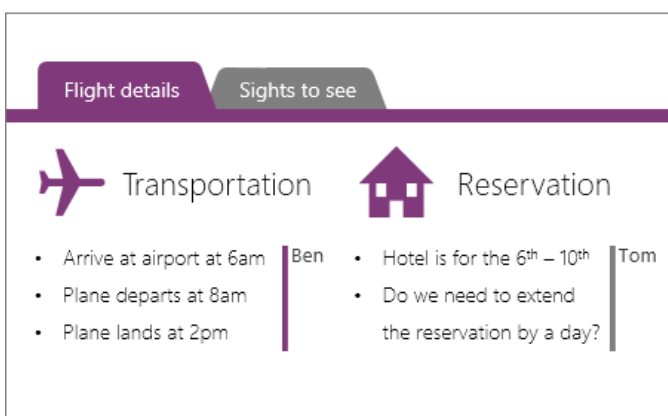 Flight details
Sights to see
Transportation
• Arrive at airport at 6am
• Plane departs at 8am
• Plane lands at 2pm
Ben
Reservation
• Hotel is for the 6th – 10th
• Do we need to extend
the reservation by a day?
Tom